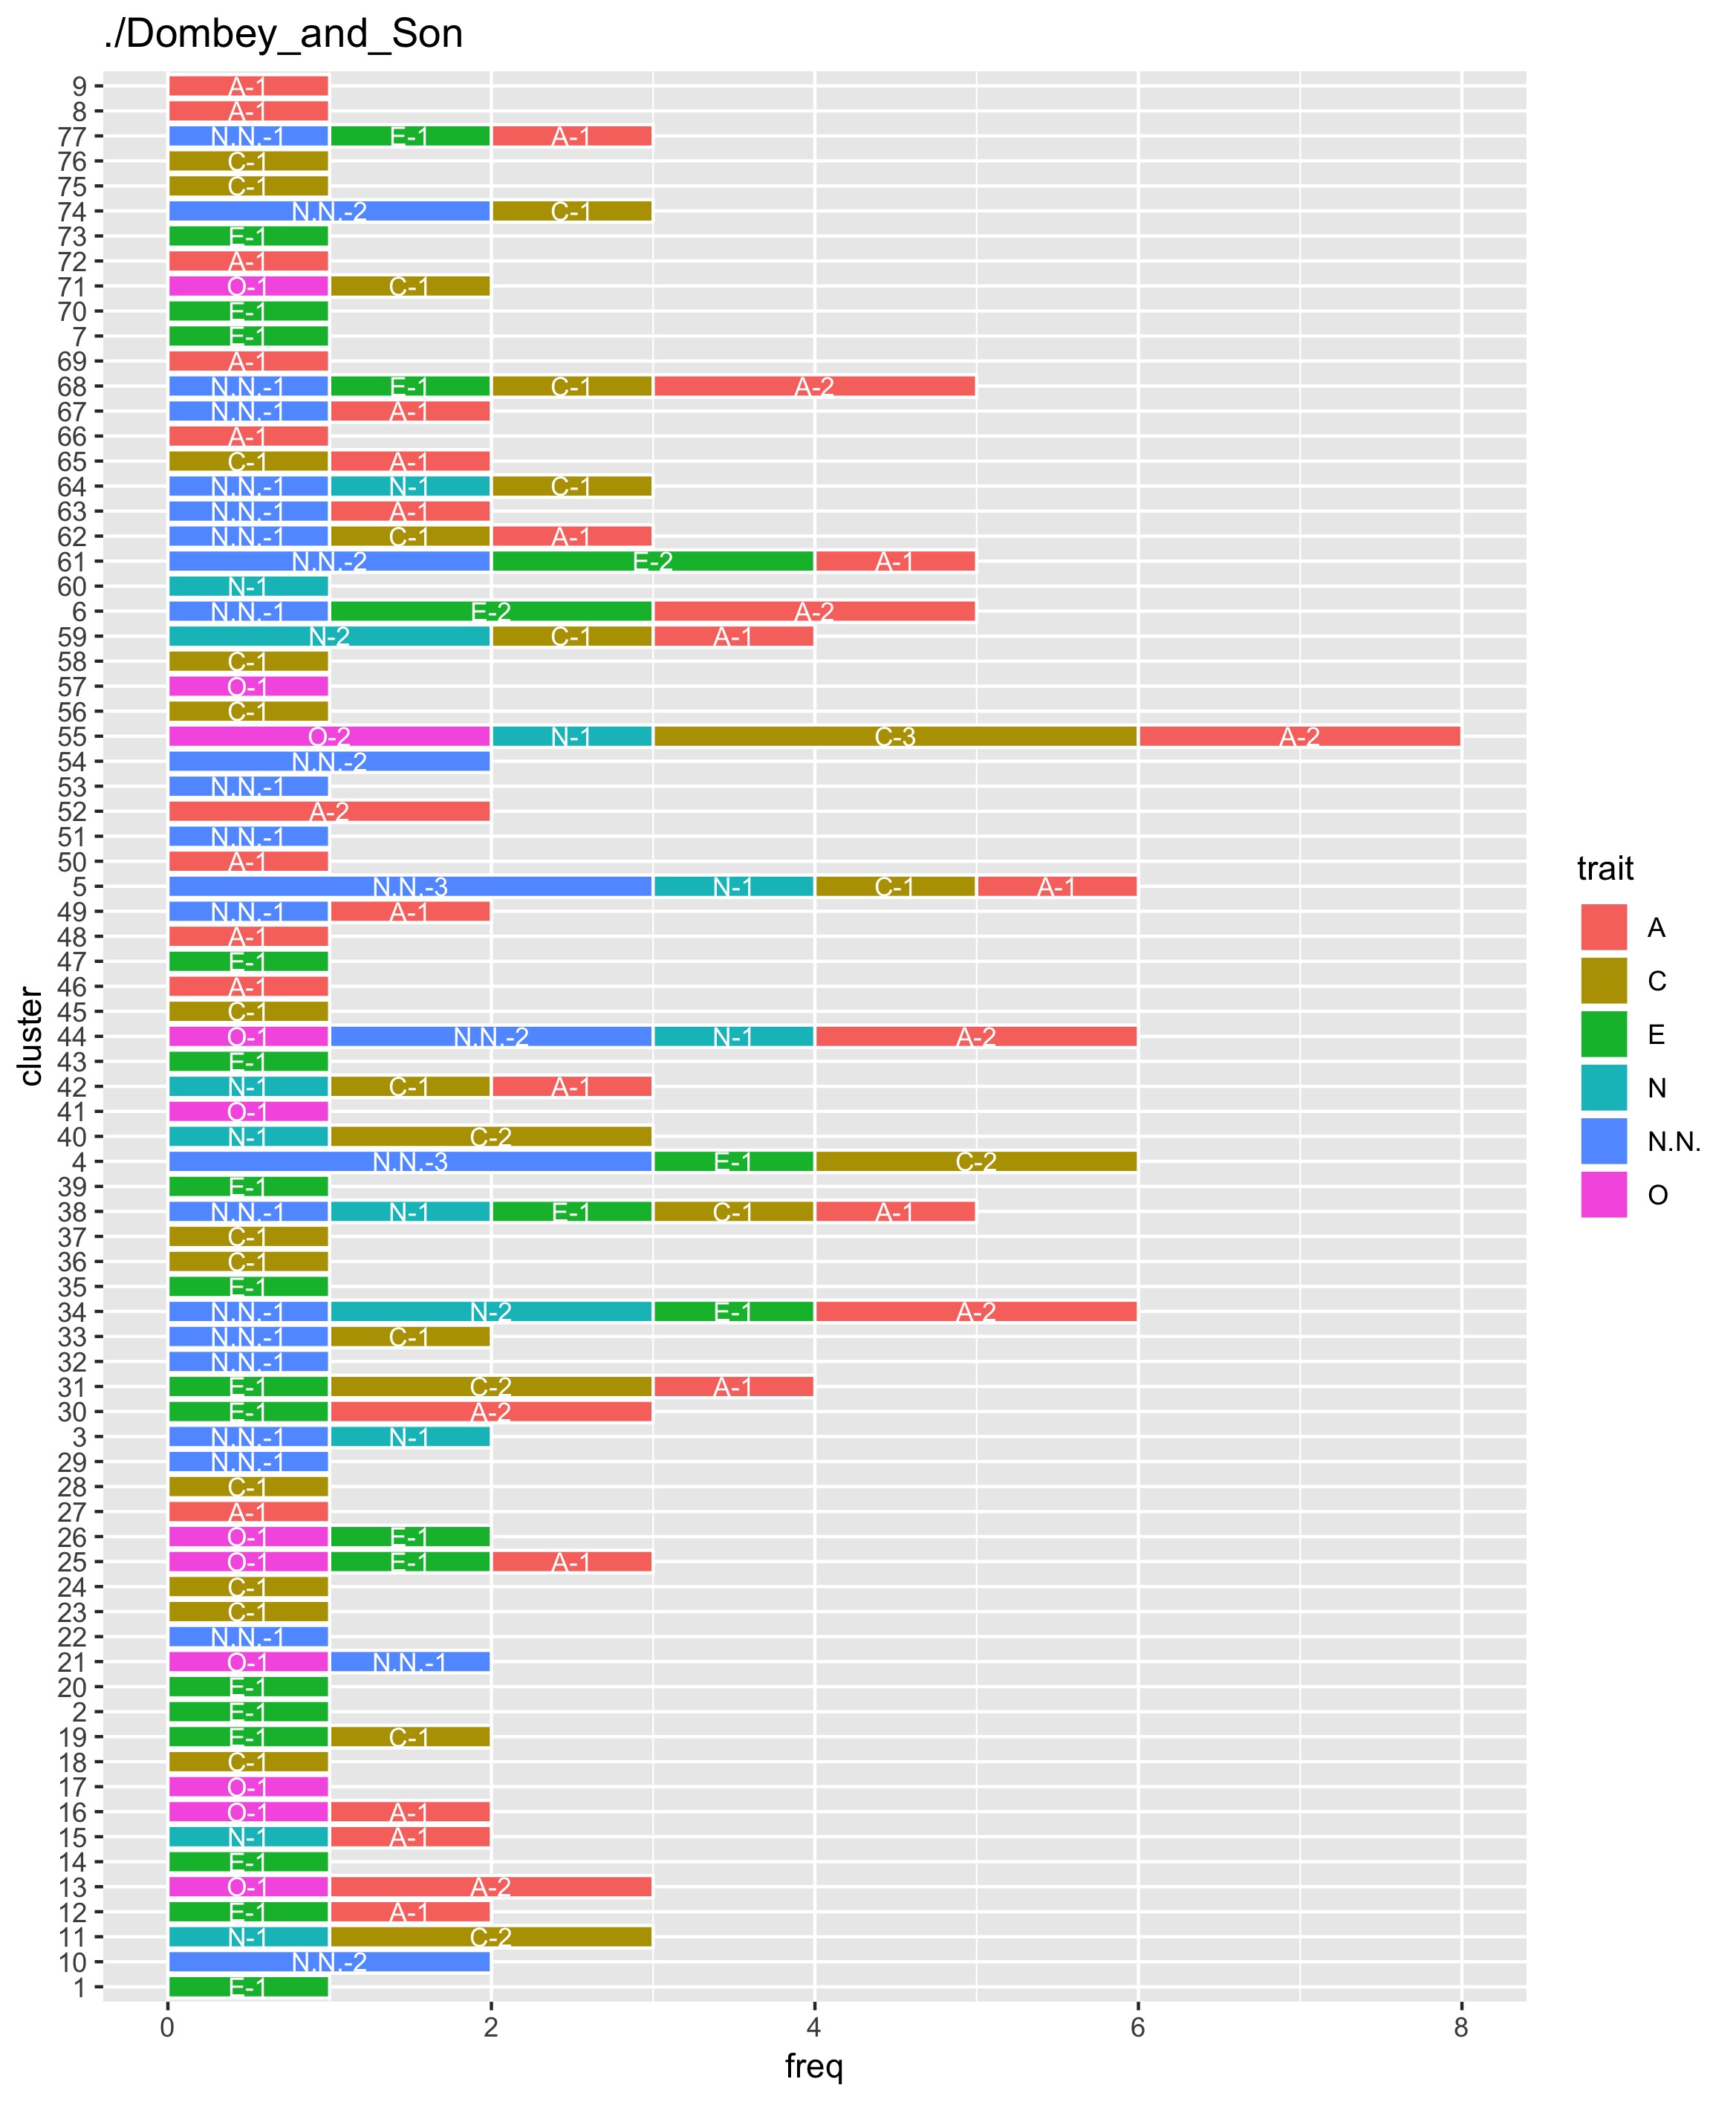 ./Dombey_and_Son
9 A-1
8 A-1
77 N.N.-1 E-1 A-1
76 C-1
75 C-1
74 N.N.-2 C-1
73 E-1
72 A-1
71 O-1 C-1
70 E-1
7 E-1
69 A-1
68 N.N.-1 E-1 C-1 A-2
67 N.N.-1 A-1
66 A-1
65 C-1 A-1
64 N.N.-1 N-1 C-1
63 N.N.-1 A-1
62 N.N.-1 C-1 A-1
61 N.N.-2 E-2 A-1
60 N-1
6 N.N.-1 E-2 A-2
59 N-2 C-1 A-1
58 C-1
57 O-1
56 C-1
55 O-2 N-1 C-3 A-2
54 N.N.-2
53 N.N.-1
52 A-2
51 N.N.-1
50 A-1
5 N.N.-3 N-1 C-1 A-1
49 N.N.-1 A-1
48 A-1
47 E-1
46 A-1
45 C-1
44 O-1 N.N.-2 N-1 A-2
43 E-1
42 N-1 C-1 A-1
41 O-1
40 N-1 C-2
4 N.N.-3 E-1 C-2
39 E-1
38 N.N.-1 N-1 E-1 C-1 A-1
37 C-1
36 C-1
35 E-1
34 N.N.-1 N-2 E-1 A-2
33 N.N.-1 C-1
32 N.N.-1
31 E-1 C-2 A-1
30 E-1 A-2
3 N.N.-1 N-1
29 N.N.-1
28 C-1
27 A-1
26 O-1 E-1
25 O-1 E-1 A-1
24 C-1
23 C-1
22 N.N.-1
21 O-1 N.N.-1
20 E-1
2 E-1
19 E-1 C-1
18 C-1
17 O-1
16 O-1 A-1
15 N-1 A-1
14 E-1
13 O-1 A-2
12 E-1 A-1
11 N-1 C-2
10 N.N.-2
1 E-1
0 2 4 6 8
freq
cluster
trait
A
C
E
N
N.N.
O